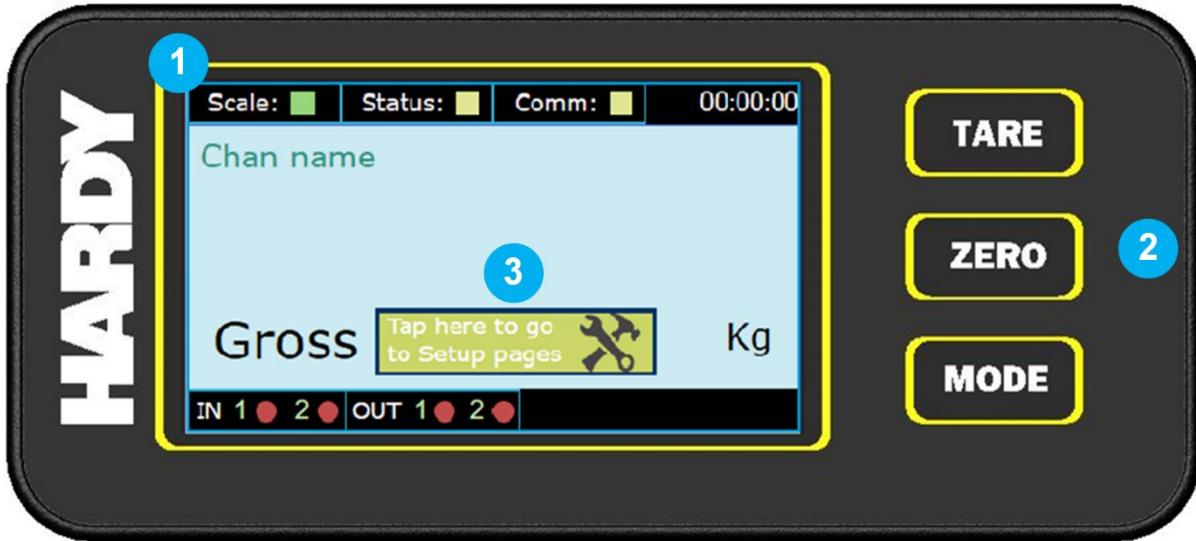 HARDY
1
Scale: Status: Comm: 00:00:00
Chan name
3
Gross
Tap here to go
to Setup pages
Kg
IN 1 2 OUT 1 2
TARE
ZERO
2
MODE